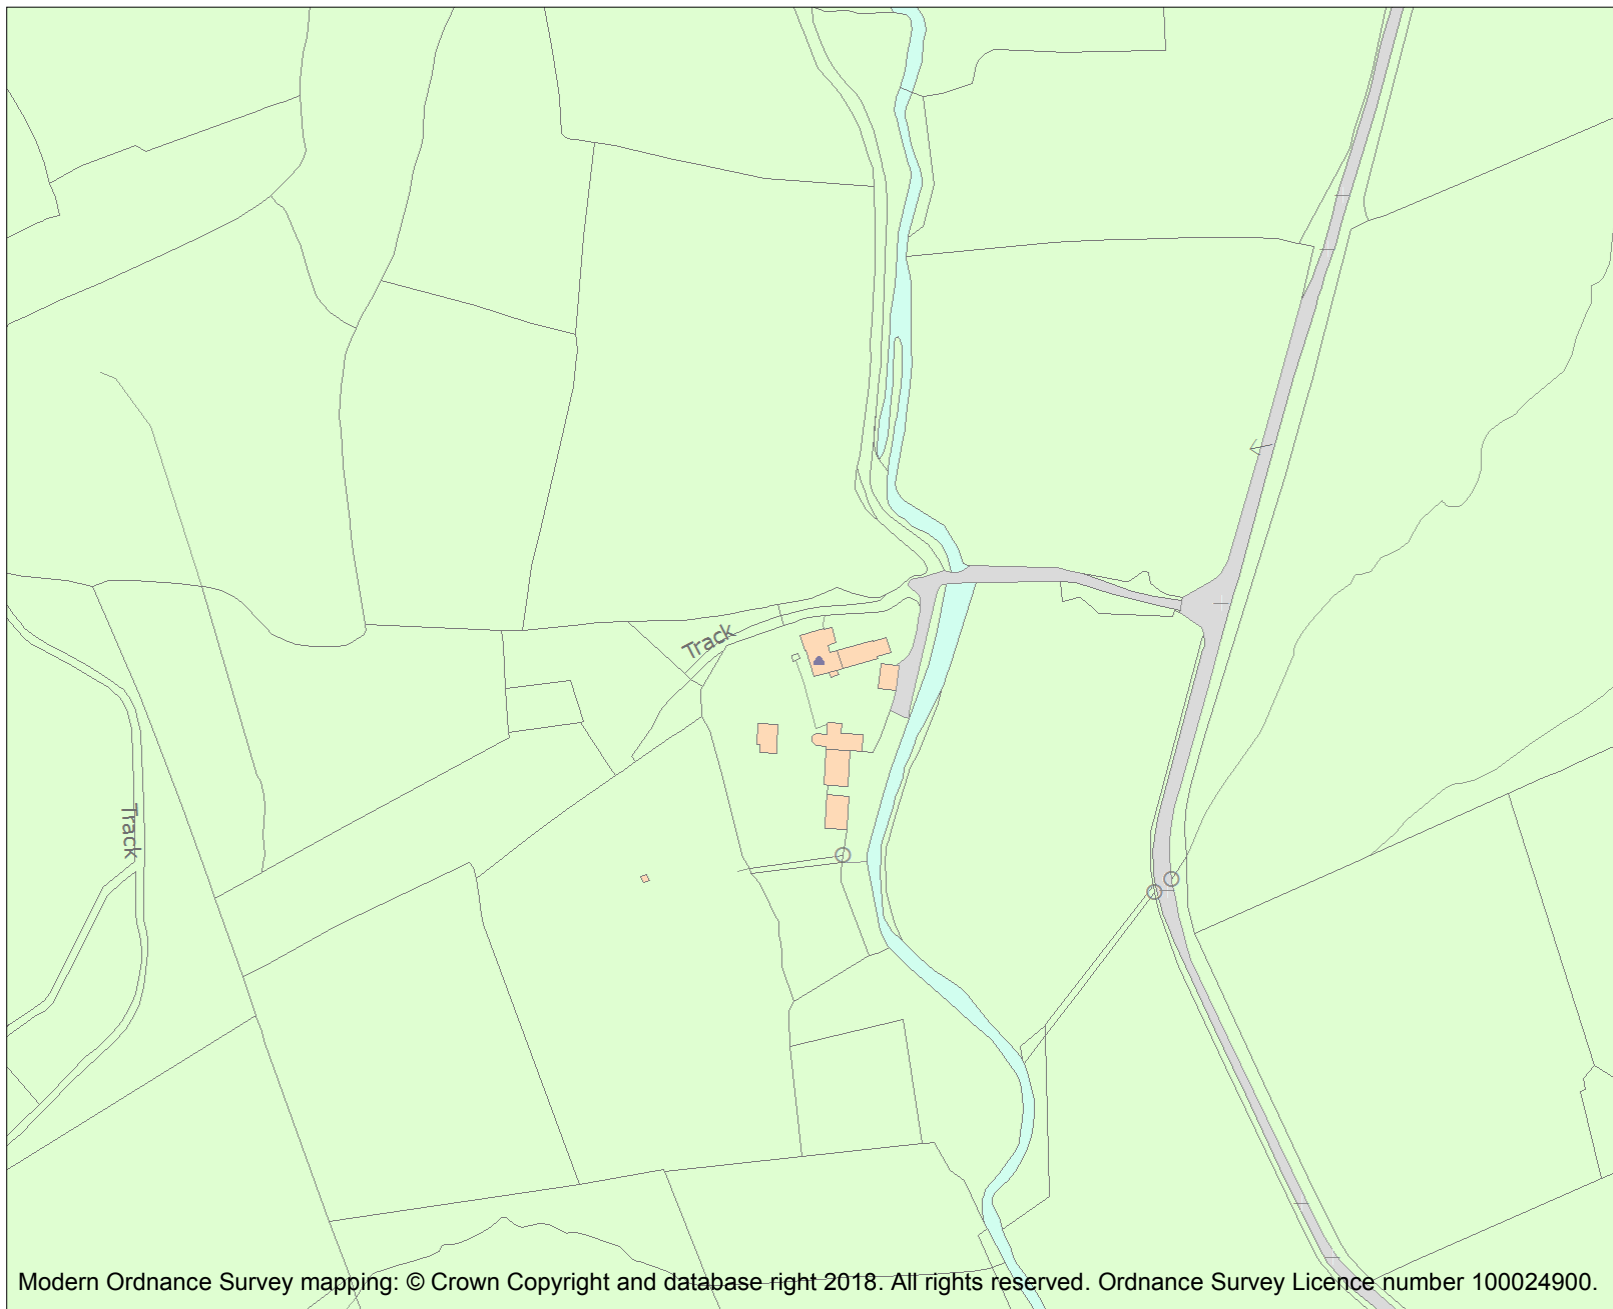 Track
Track
Modern Ordnance Survey mapping: © Crown Copyright and database right 2018. All rights reserved. Ordnance Survey Licence number 100024900.